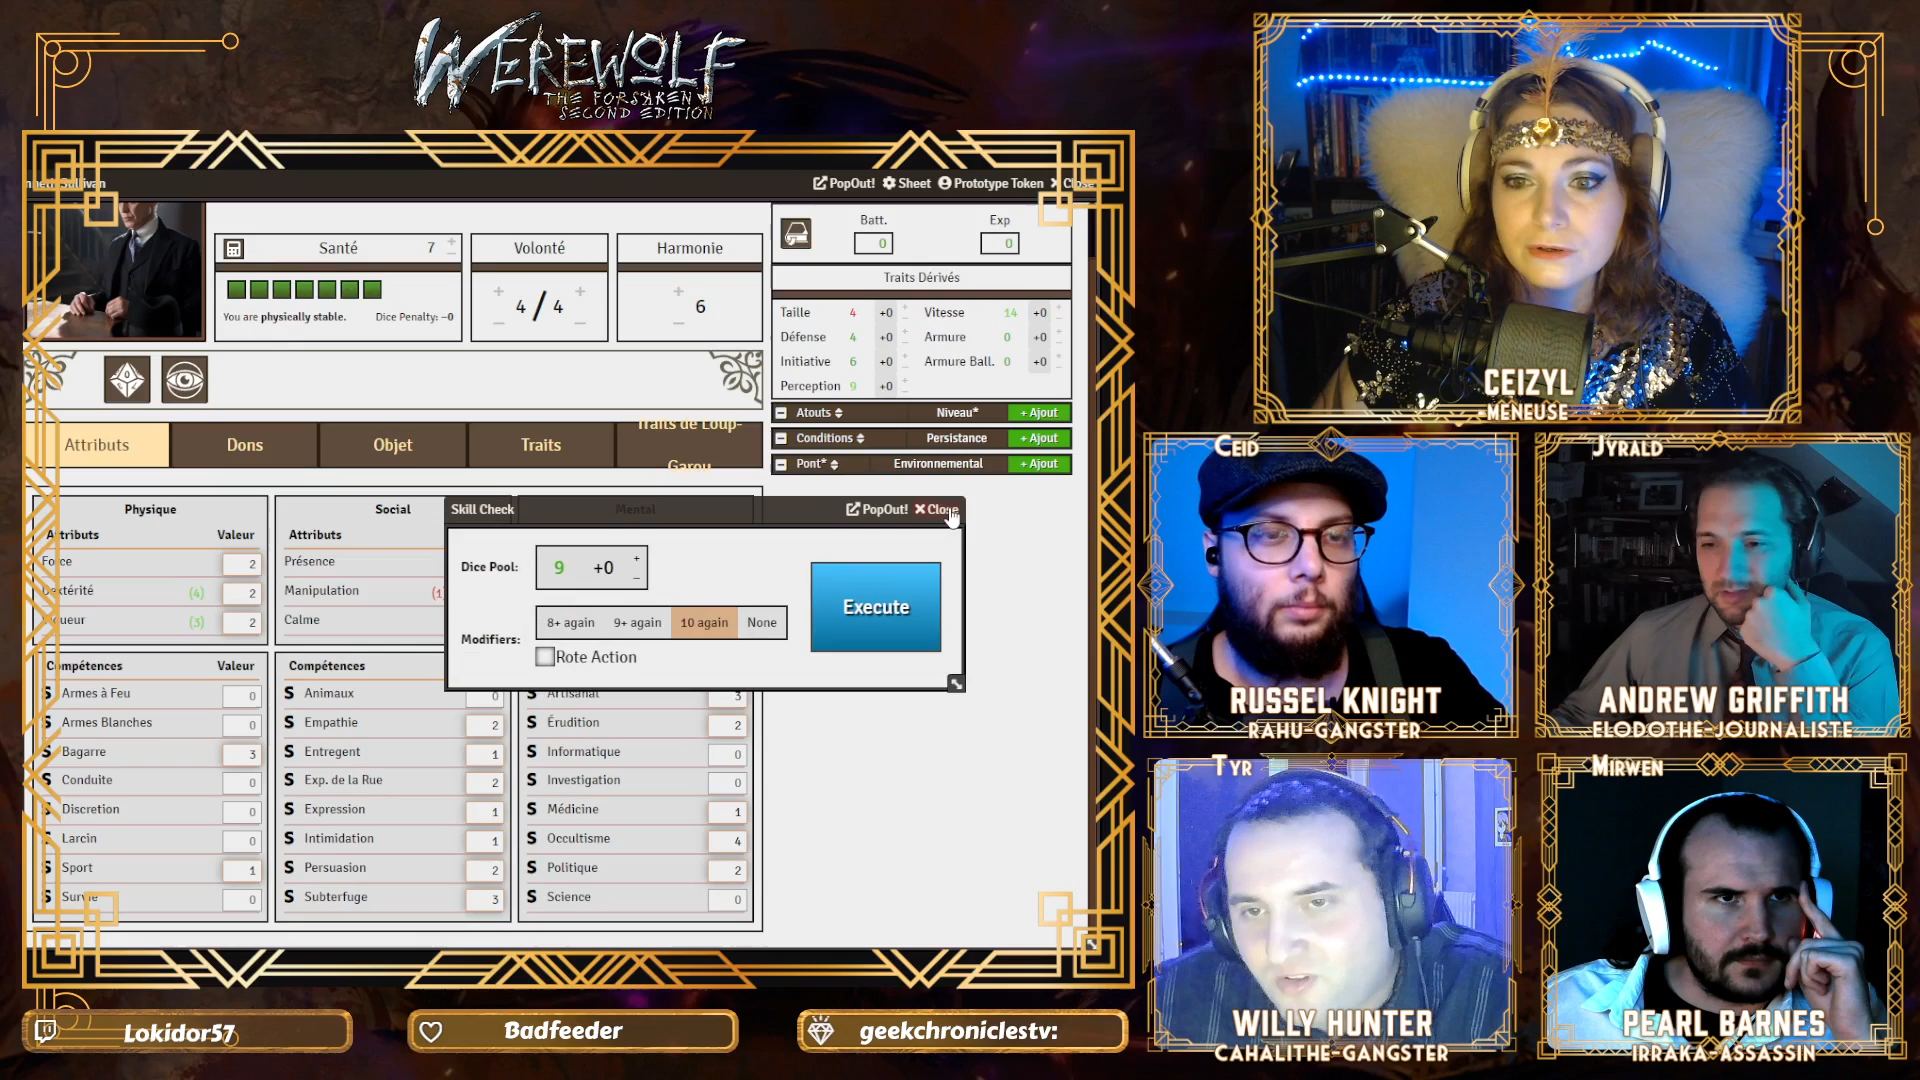 WEREWOLF
THE FORSAKEN
SECOND EDITION
PopOut! Sheet Prototype Token Close
Santé 7
You are physically stable. Dice Penalty: -0
Volonté
4 / 4
Harmonie
6
Batt. Exp
0 0
Traits Dérivés
Taille 4 +0 Vitesse 14 +0
Défense 4 +0 Armure 0 +0
Initiative 6 +0 Armure Ball. 0 +0
Perception 9 +0
Atouts Niveau* + Ajout
Conditions Persistance + Ajout
Pont* Environnemental + Ajout
Attributs Dons Objet Traits Traits de Loup-
Garou
Physique
Attributs Valeur
Force 2
(4) 2
(3) 2
Compétences Valeur
S Armes à Feu 0
S Armes Blanches 0
S Bagarre 3
S Conduite 0
S Discretion 0
S Larcin 0
S Sport 1
S Survie 0
Social
Attributs
Présence
Manipulation
Calme
Compétences
S Animaux 0
S Empathie 2
S Entregent 1
S Exp. de la Rue 2
S Expression 1
S Intimidation 1
S Persuasion 2
S Subterfuge 3
Mental
S Artisanat 3
S Érudition 2
S Informatique 0
S Investigation 0
S Médicine 1
S Occultisme 4
S Politique 2
S Science 0
Skill Check PopOut! Close
Dice Pool: 9 +0
Modifiers: 8+ again 9+ again 10 again None
Rote Action
Execute
CEIZYL
-MENEUSE
CEID
RUSSEL KNIGHT
RAHU-GANGSTER
JYRALD
ANDREW GRIFFITH
ELODOTHE-JOURNALISTE
TYR
WILLY HUNTER
CAHALITHE-GANGSTER
MIRWEN
PEARL BARNES
IRRAKA-ASSASSIN
Lokidor57
Badfeeder
geekchroniclestv: